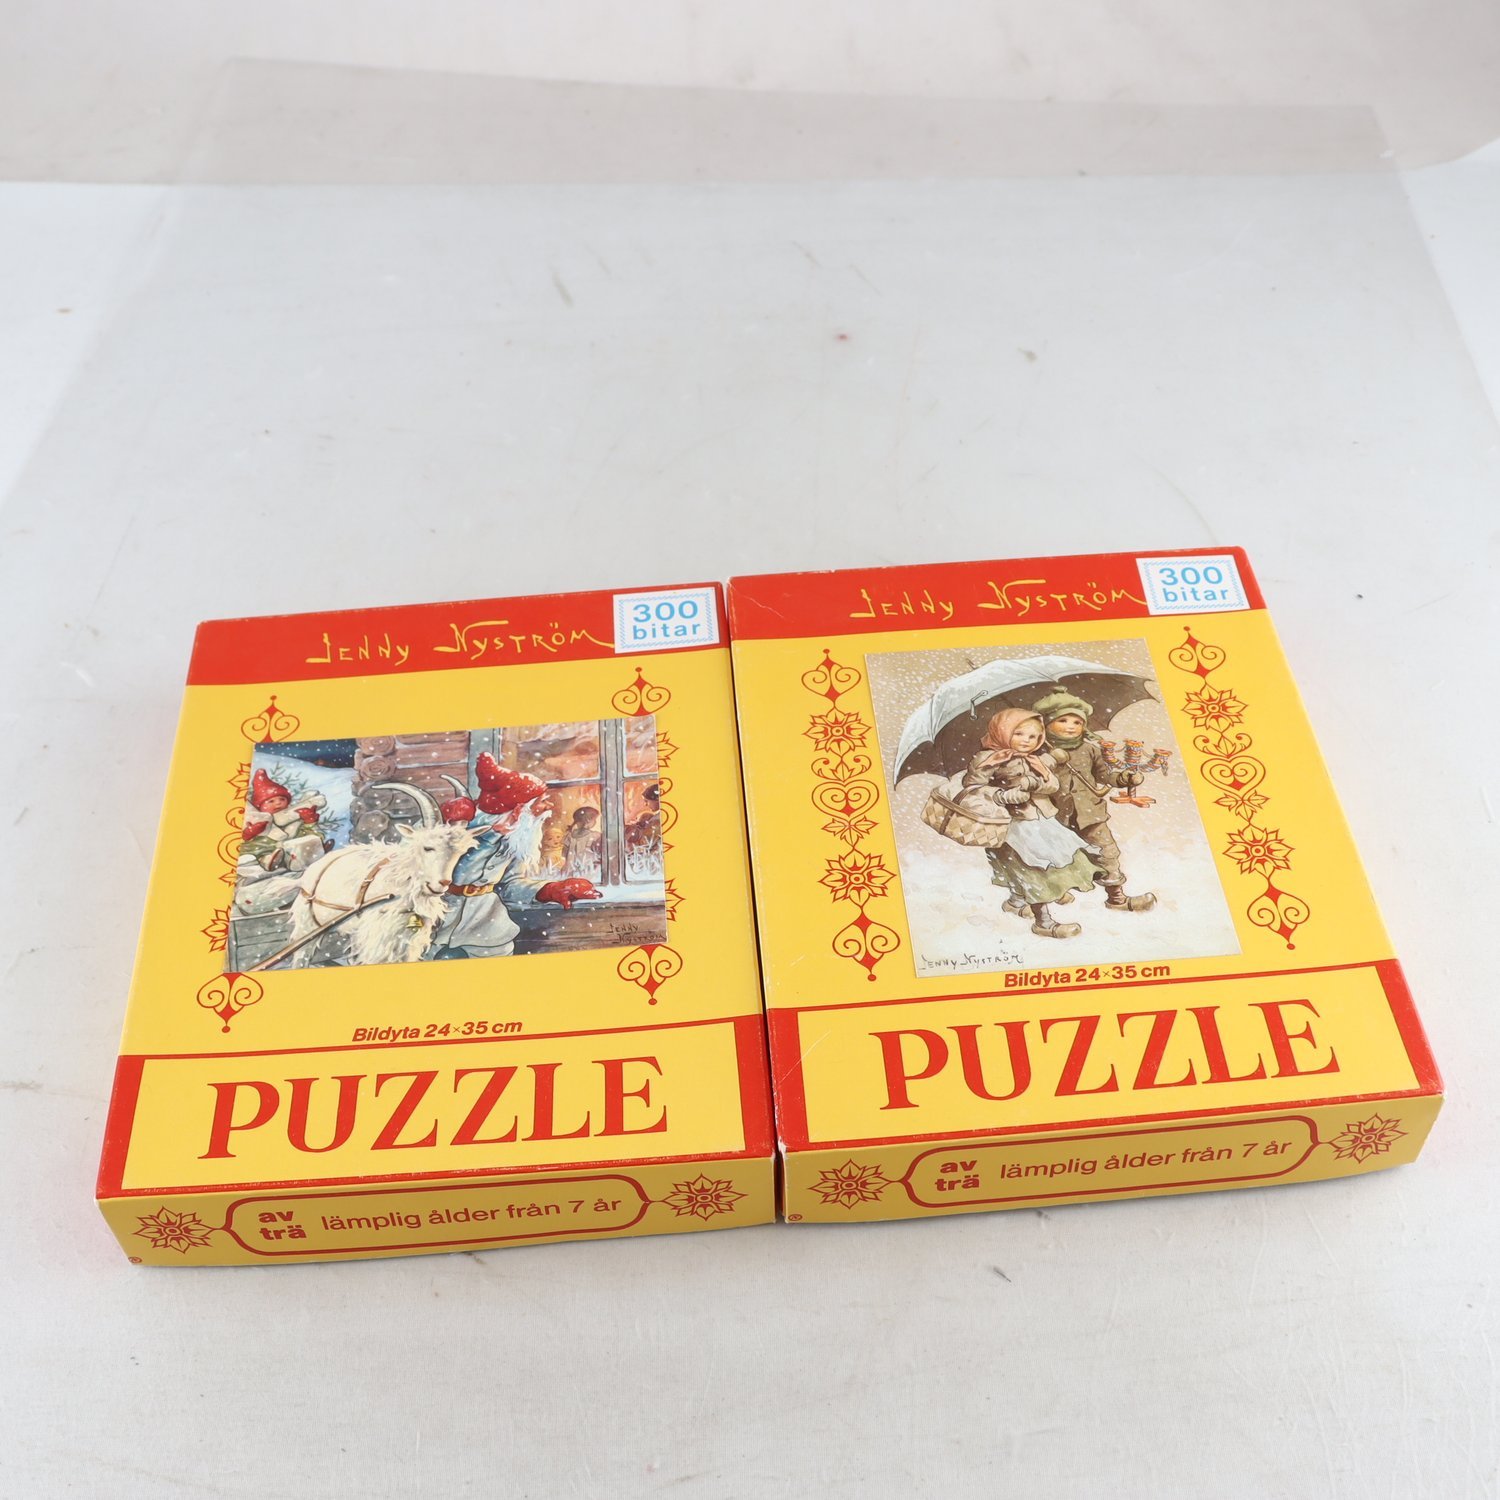 JENNY NYSTRÖM
300
bitar
JENNY
NYSTRÖM
Bildyta 24×35 cm
PUZZLE
av
trä
lämplig ålder från 7 år
JENNY NYSTRÖM
300
bitar
JENNY NYSTRÖM
Bildyta 24×35 cm
PUZZLE
av
trä
lämplig ålder från 7 år